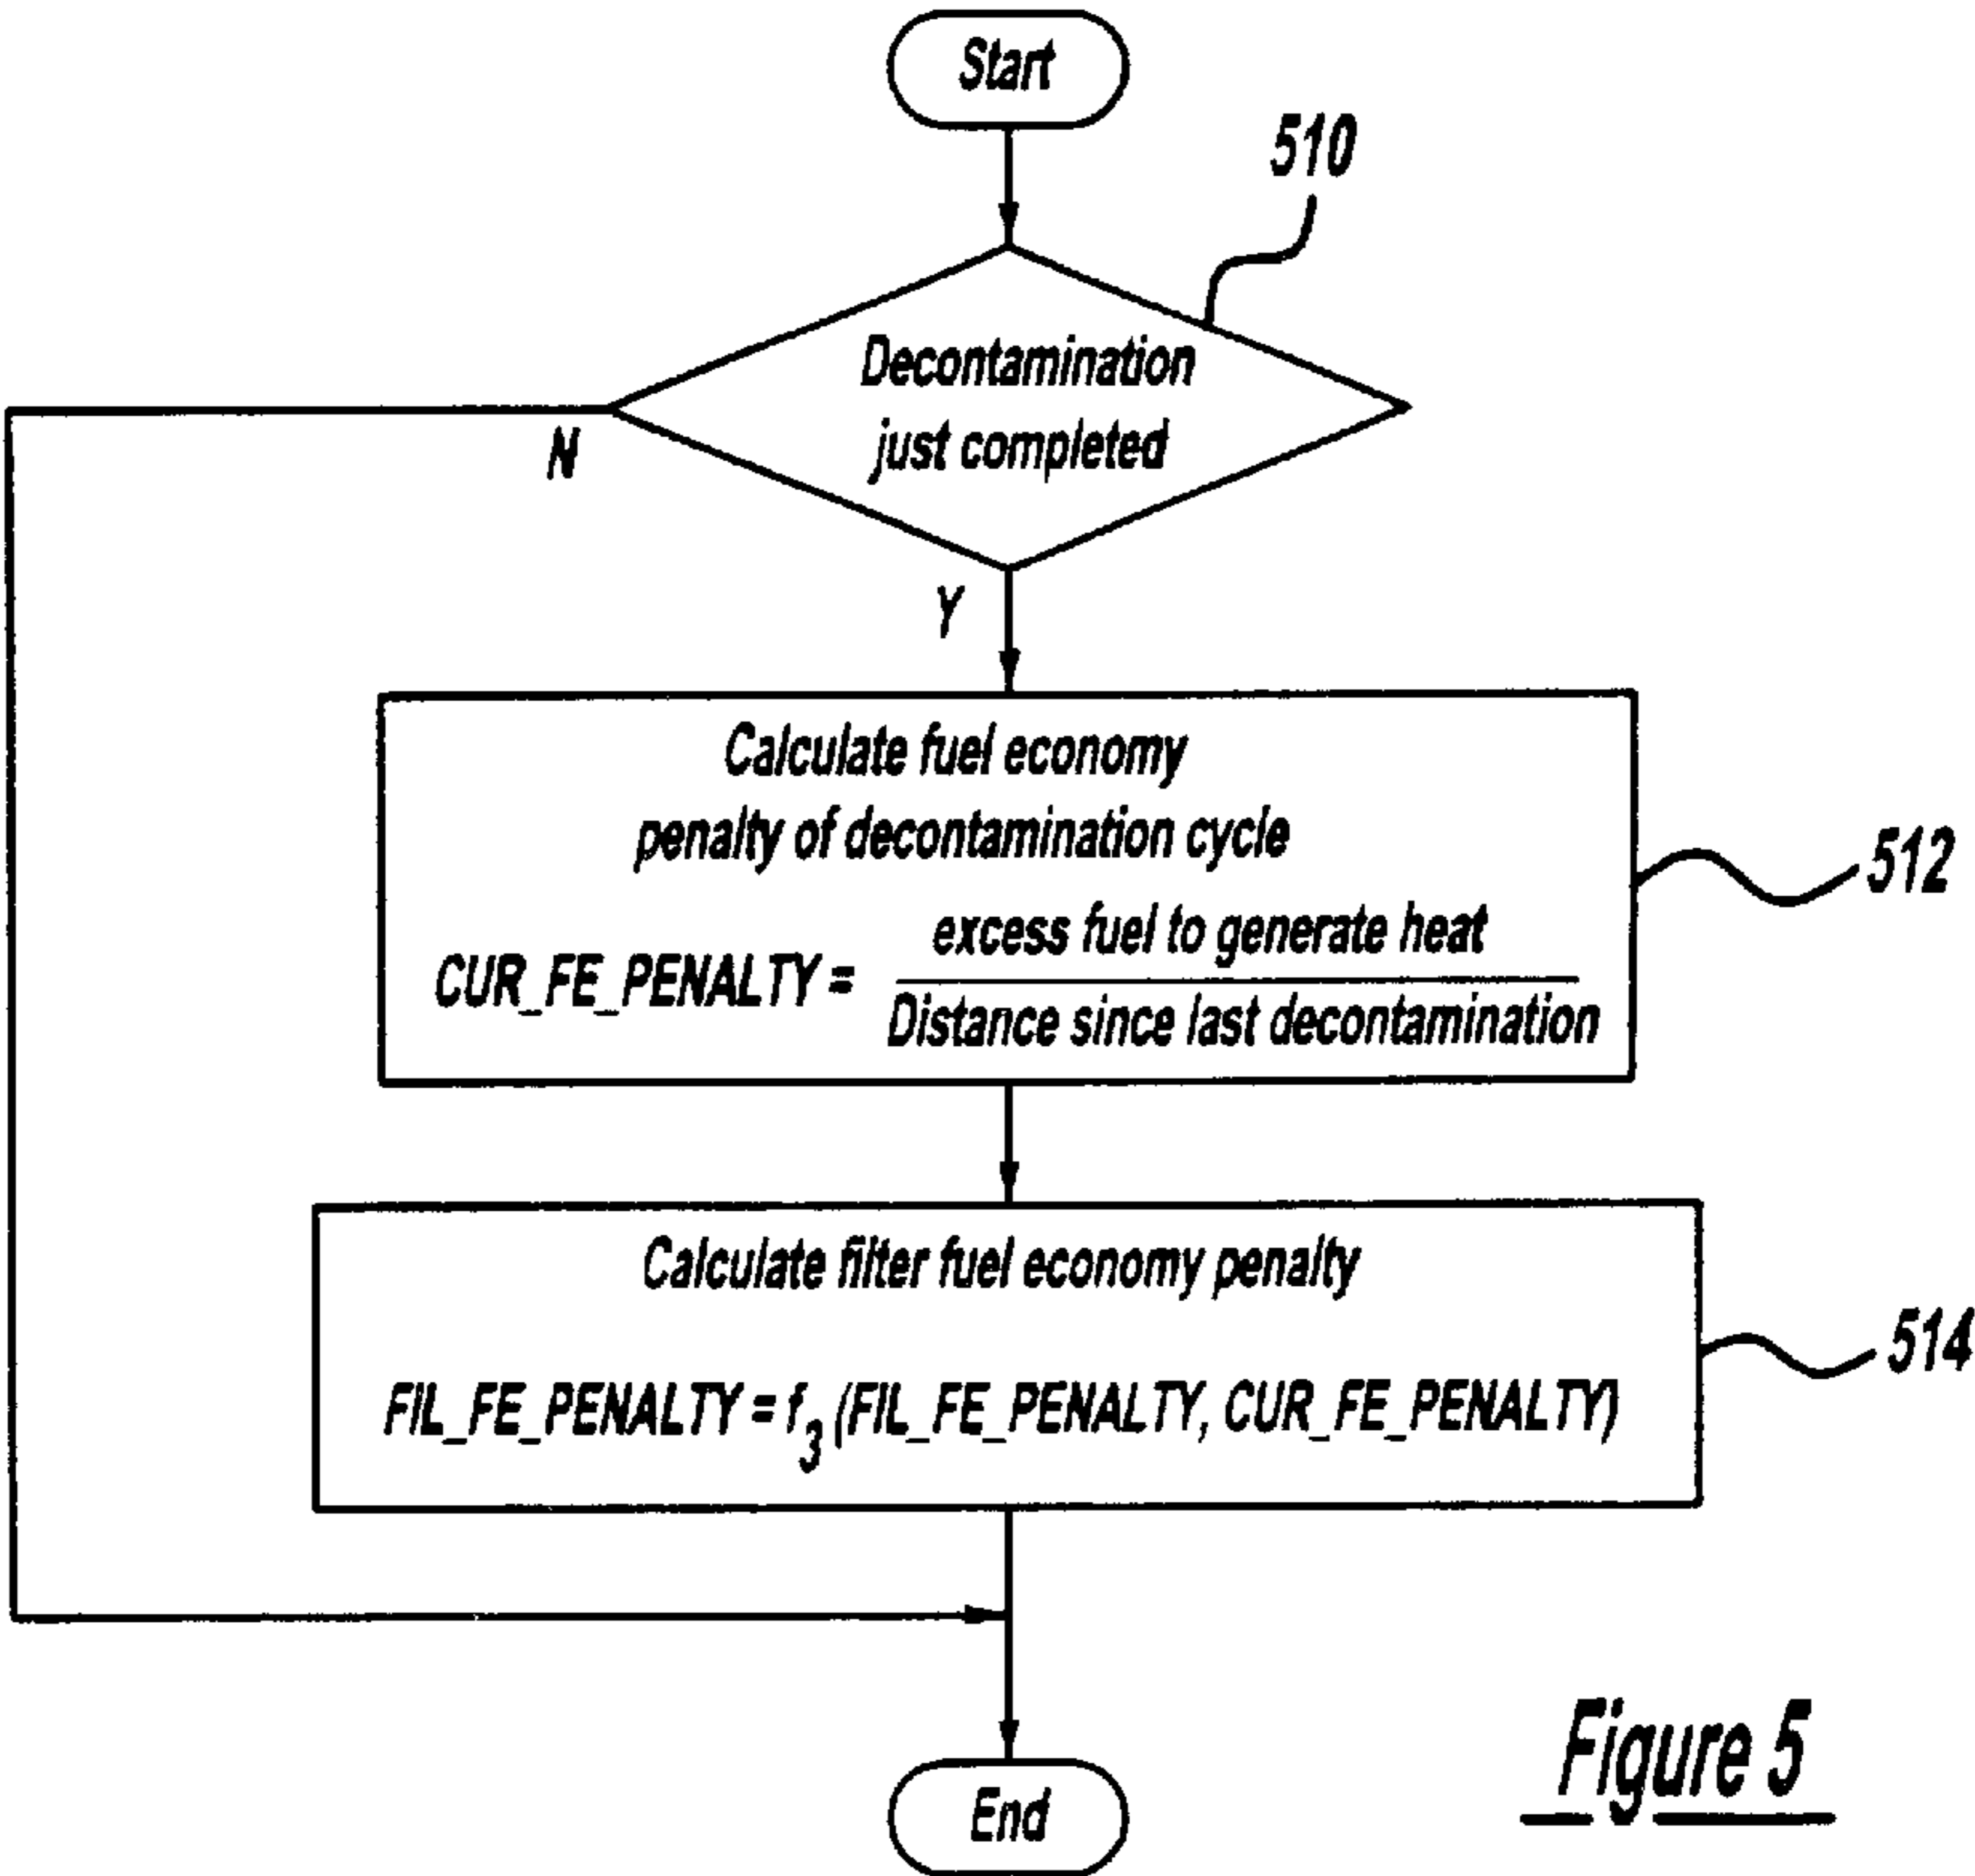 Start
510
Decontamination
just completed
N
Y
Calculate fuel economy
penalty of decontamination cycle
CUR_FE_PENALTY = excess fuel to generate heat
Distance since last decontamination
512
Calculate filter fuel economy penalty
514
FIL_FE_PENALTY = f3 (FIL_FE_PENALTY, CUR_FE_PENALTY)
End
Figure 5